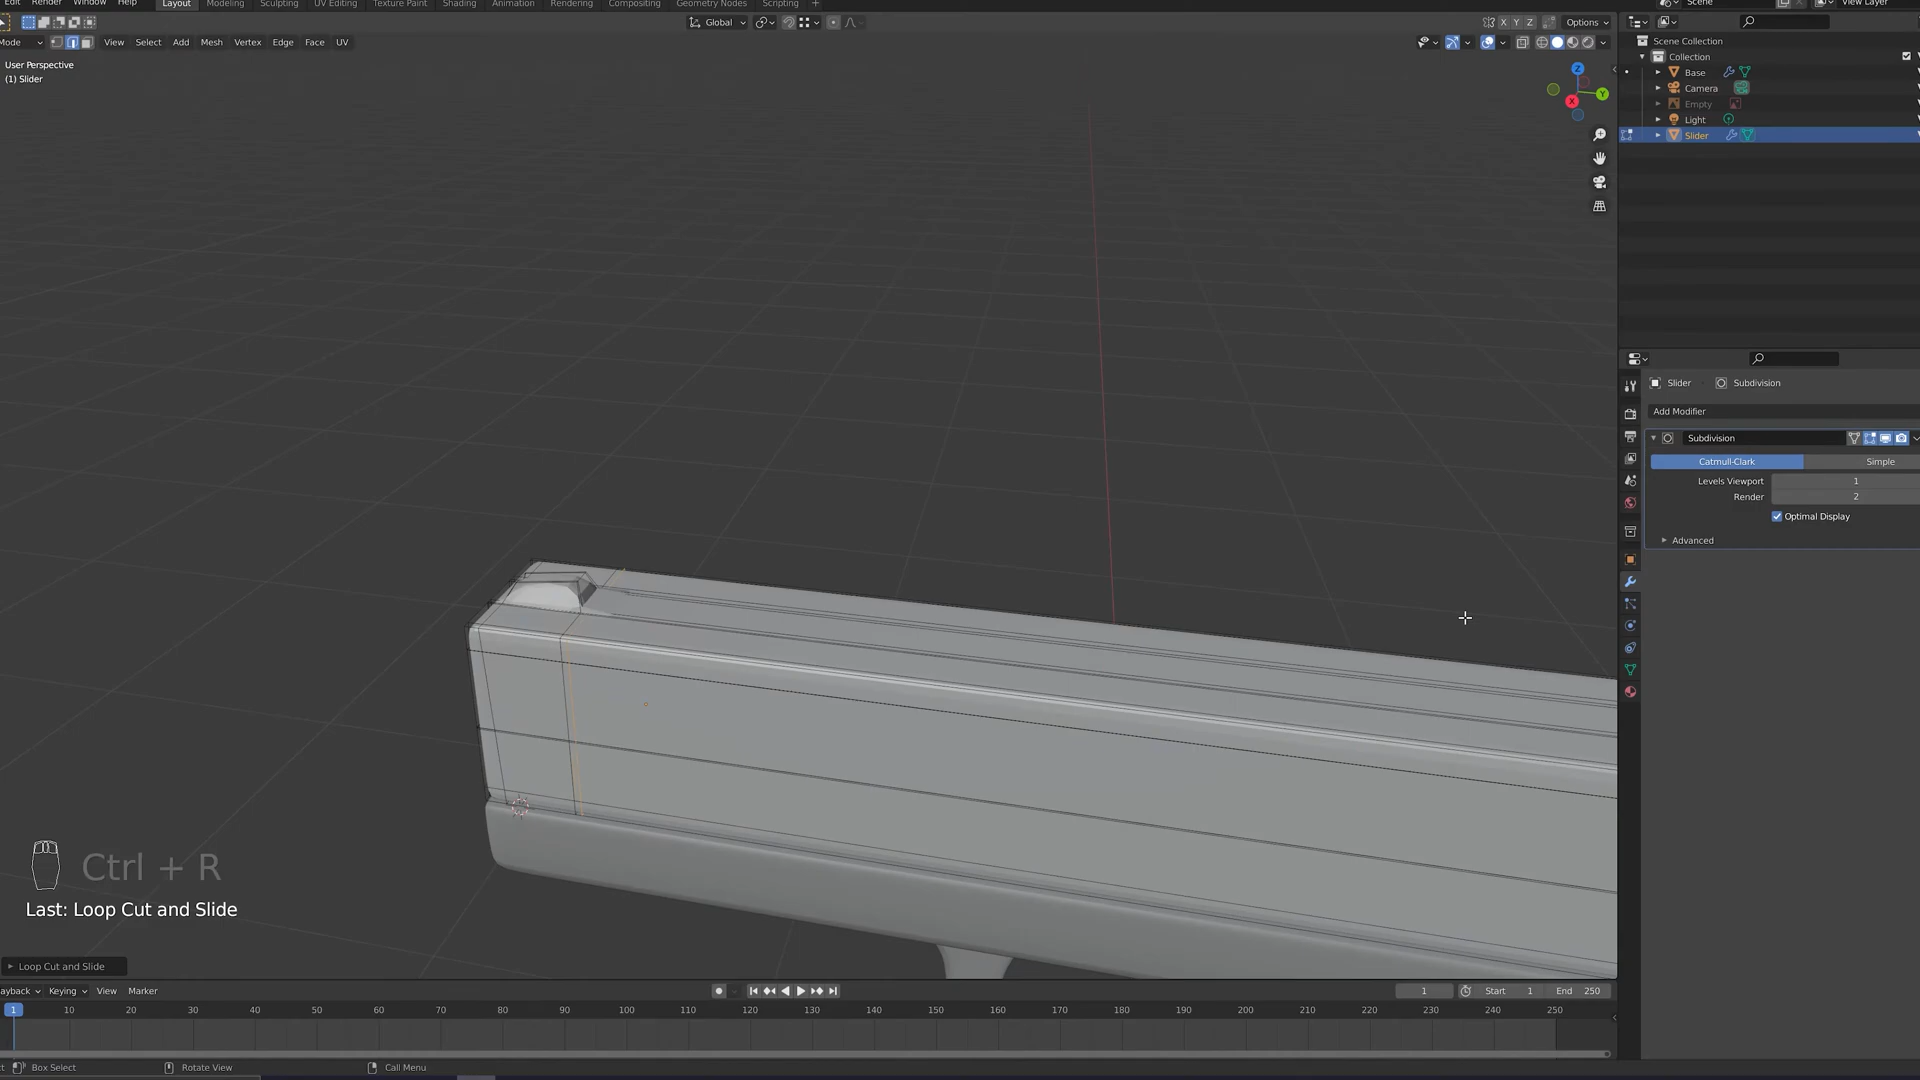 Edit Render Window Help Layout Modeling Sculpting UV Editing Texture Paint Shading Animation Rendering Compositing Geometry Nodes Scripting + Scene View Layer
Global Options
X Y Z
Mode View Select Add Mesh Vertex Edge Face UV
User Perspective
(1) Slider
Z
Y
X
Scene Collection
Collection
Base
Camera
Empty
Light
Slider
Slider Subdivision
Add Modifier
Subdivision
Catmull-Clark Simple
Levels Viewport 1
Render 2
Optimal Display
Advanced
Ctrl + R
Last: Loop Cut and Slide
Loop Cut and Slide
ayback Keying View Marker
1 Start 1 End 250
1 10 20 30 40 50 60 70 80 90 100 110 120 130 140 150 160 170 180 190 200 210 220 230 240 250
Box Select Rotate View Call Menu